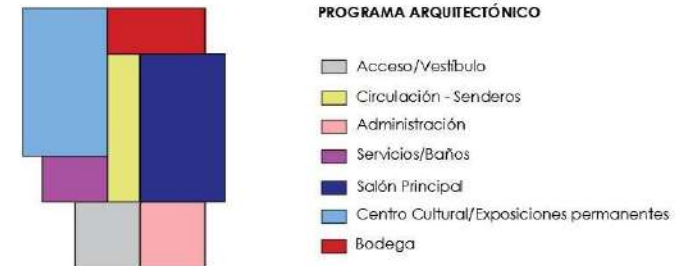 PROGRAMA ARQUITECTÓNICO
Acceso/Vestíbulo
Circulación - Senderos
Administración
Servicios/Baños
Salón Principal
Centro Cultural/Exposiciones permanentes
Bodega